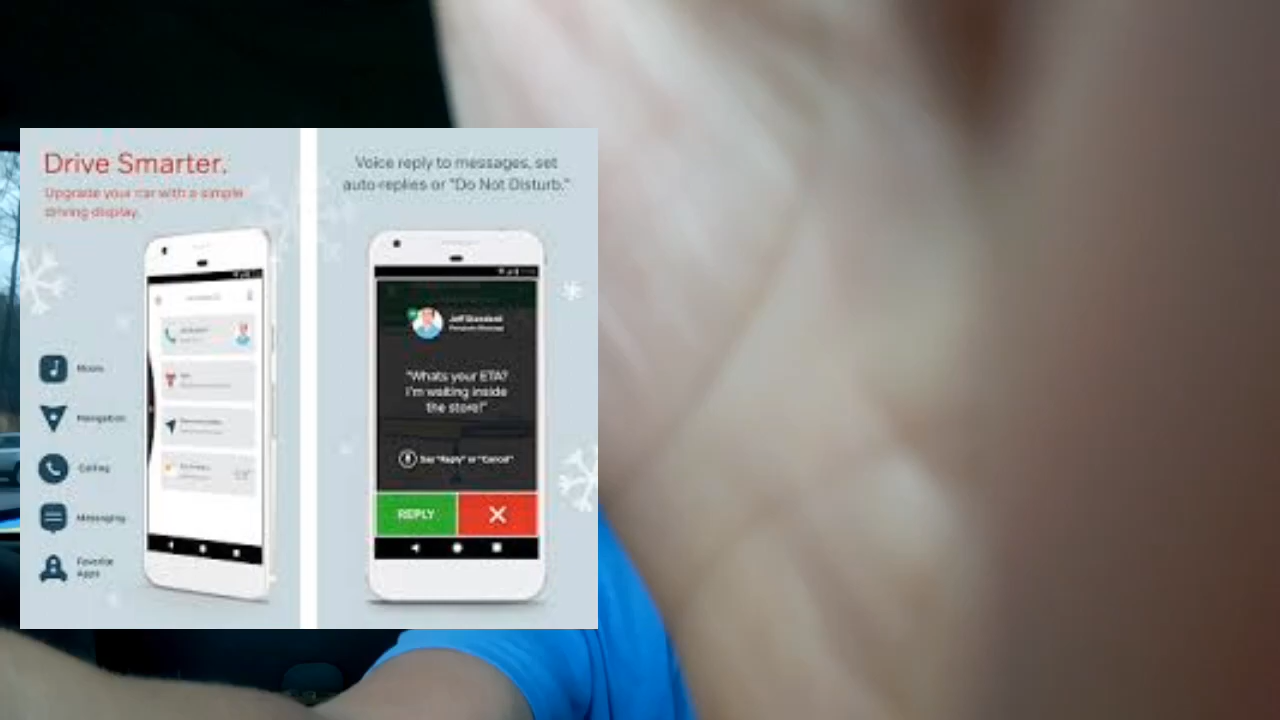 Drive Smarter.
Upgrade your car with a simple
driving display.
Music
Navigation
Calling
Messaging
Favorite
Apps
Voice reply to messages, set
auto-replies or "Do Not Disturb."
"Whats your ETA?
I'm waiting inside
the store!"
Say "Reply" or "Cancel"
REPLY